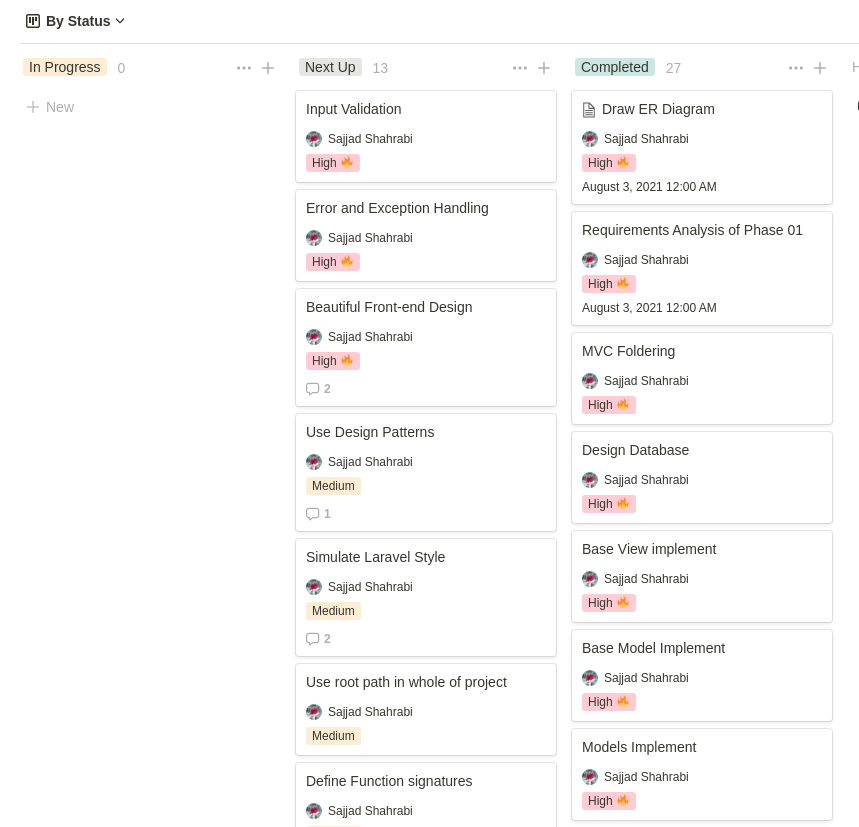 By Status
In Progress 0
New
Next Up 13
Input Validation
Sajjad Shahrabi
High 🔥
Error and Exception Handling
Sajjad Shahrabi
High 🔥
Beautiful Front-end Design
Sajjad Shahrabi
High 🔥
2
Use Design Patterns
Sajjad Shahrabi
Medium
1
Simulate Laravel Style
Sajjad Shahrabi
Medium
2
Use root path in whole of project
Sajjad Shahrabi
Medium
Define Function signatures
Sajjad Shahrabi
Completed 27
Draw ER Diagram
Sajjad Shahrabi
High 🔥
August 3, 2021 12:00 AM
Requirements Analysis of Phase 01
Sajjad Shahrabi
High 🔥
August 3, 2021 12:00 AM
MVC Foldering
Sajjad Shahrabi
High 🔥
Design Database
Sajjad Shahrabi
High 🔥
Base View implement
Sajjad Shahrabi
High 🔥
Base Model Implement
Sajjad Shahrabi
High 🔥
Models Implement
Sajjad Shahrabi
High 🔥